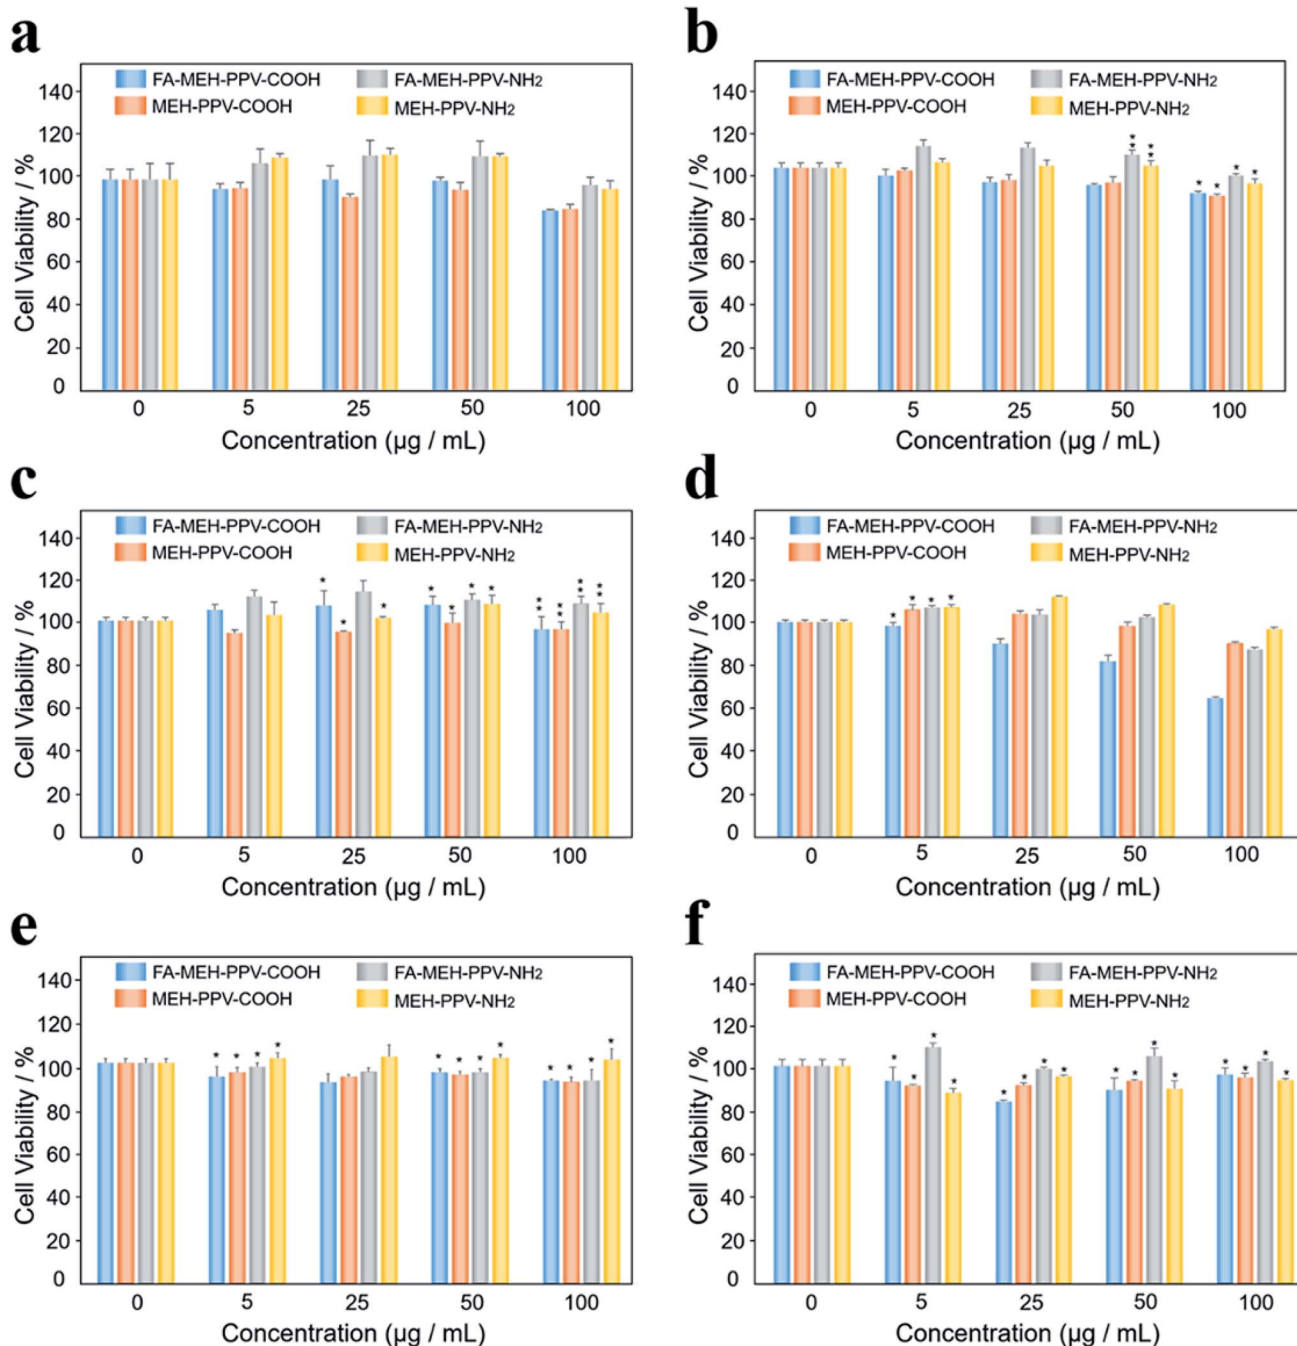 a
FA-MEH-PPV-COOH FA-MEH-PPV-NH2
MEH-PPV-COOH MEH-PPV-NH2
Cell Viability / %
140
120
100
80
60
40
20
0
0 5 25 50 100
Concentration (µg / mL)
b
FA-MEH-PPV-COOH FA-MEH-PPV-NH2
MEH-PPV-COOH MEH-PPV-NH2
Cell Viability / %
140
120
100
80
60
40
20
0
** **
* * * *
0 5 25 50 100
Concentration (µg / mL)
c
FA-MEH-PPV-COOH FA-MEH-PPV-NH2
MEH-PPV-COOH MEH-PPV-NH2
Cell Viability / %
140
120
100
80
60
40
20
0
* * *
* * * *
** ** ** **
0 5 25 50 100
Concentration (µg / mL)
d
FA-MEH-PPV-COOH FA-MEH-PPV-NH2
MEH-PPV-COOH MEH-PPV-NH2
Cell Viability / %
140
120
100
80
60
40
20
0
* * * *
0 5 25 50 100
Concentration (µg / mL)
e
FA-MEH-PPV-COOH FA-MEH-PPV-NH2
MEH-PPV-COOH MEH-PPV-NH2
Cell Viability / %
140
120
100
80
60
40
20
0
* * * *
* * * *
* * * *
0 5 25 50 100
Concentration (µg / mL)
f
FA-MEH-PPV-COOH FA-MEH-PPV-NH2
MEH-PPV-COOH MEH-PPV-NH2
Cell Viability / %
140
120
100
80
60
40
20
0
* * * *
* * * *
* * * *
* * * *
0 5 25 50 100
Concentration (µg / mL)